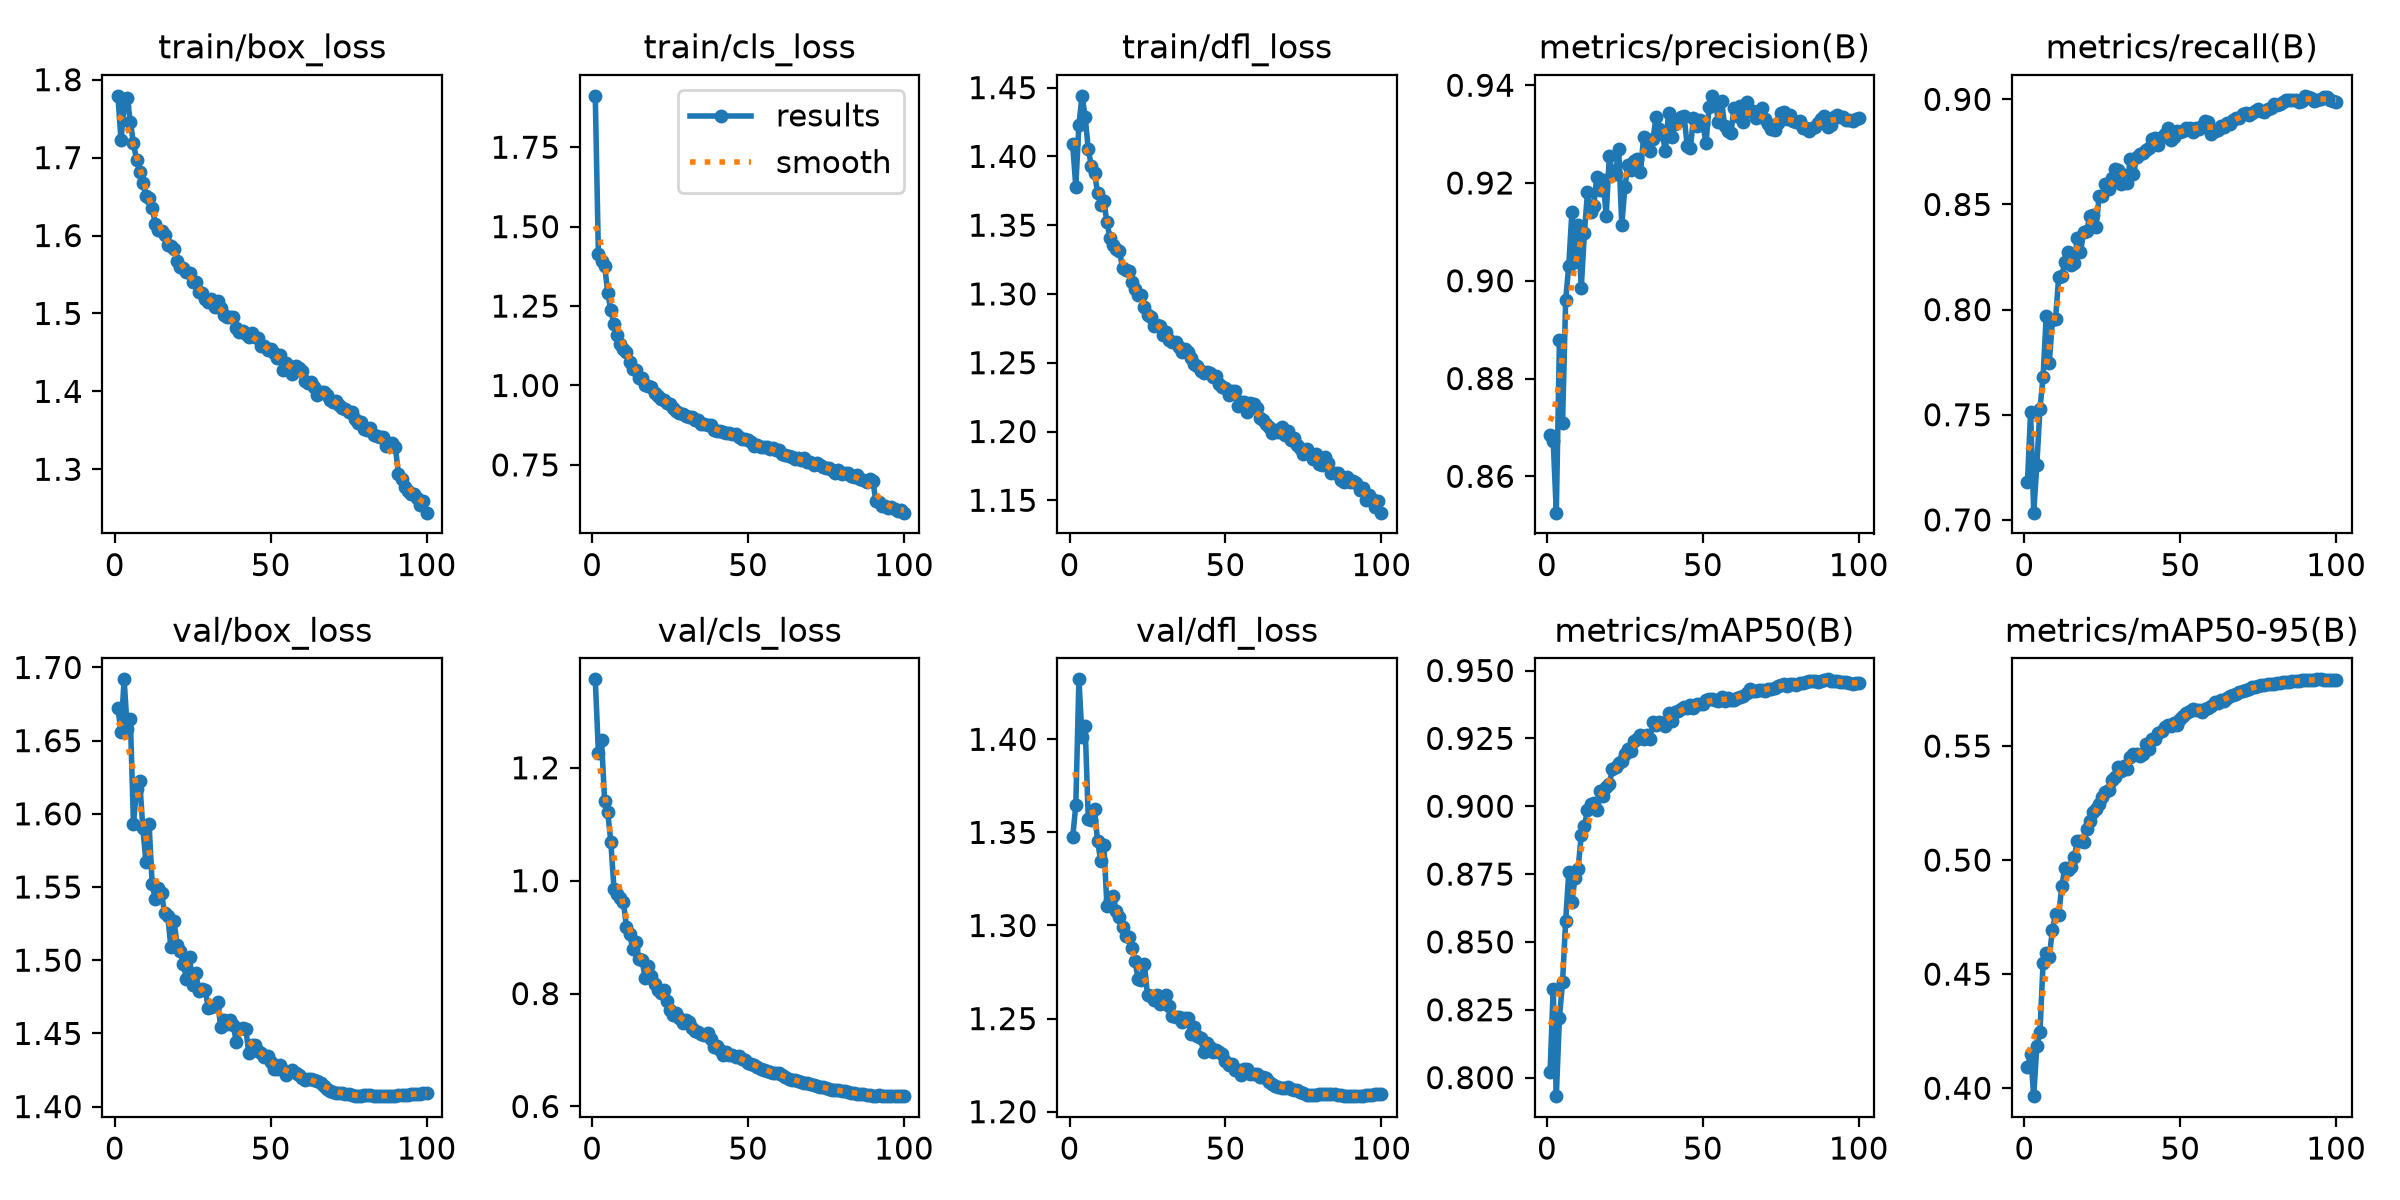 train/box_loss
1.8
1.7
1.6
1.5
1.4
1.3
0 50 100
train/cls_loss
results
smooth
1.75
1.50
1.25
1.00
0.75
0 50 100
train/dfl_loss
1.45
1.40
1.35
1.30
1.25
1.20
1.15
0 50 100
metrics/precision(B)
0.94
0.92
0.90
0.88
0.86
0 50 100
metrics/recall(B)
0.90
0.85
0.80
0.75
0.70
0 50 100
val/box_loss
1.70
1.65
1.60
1.55
1.50
1.45
1.40
0 50 100
val/cls_loss
1.2
1.0
0.8
0.6
0 50 100
val/dfl_loss
1.40
1.35
1.30
1.25
1.20
0 50 100
metrics/mAP50(B)
0.950
0.925
0.900
0.875
0.850
0.825
0.800
0 50 100
metrics/mAP50-95(B)
0.55
0.50
0.45
0.40
0 50 100